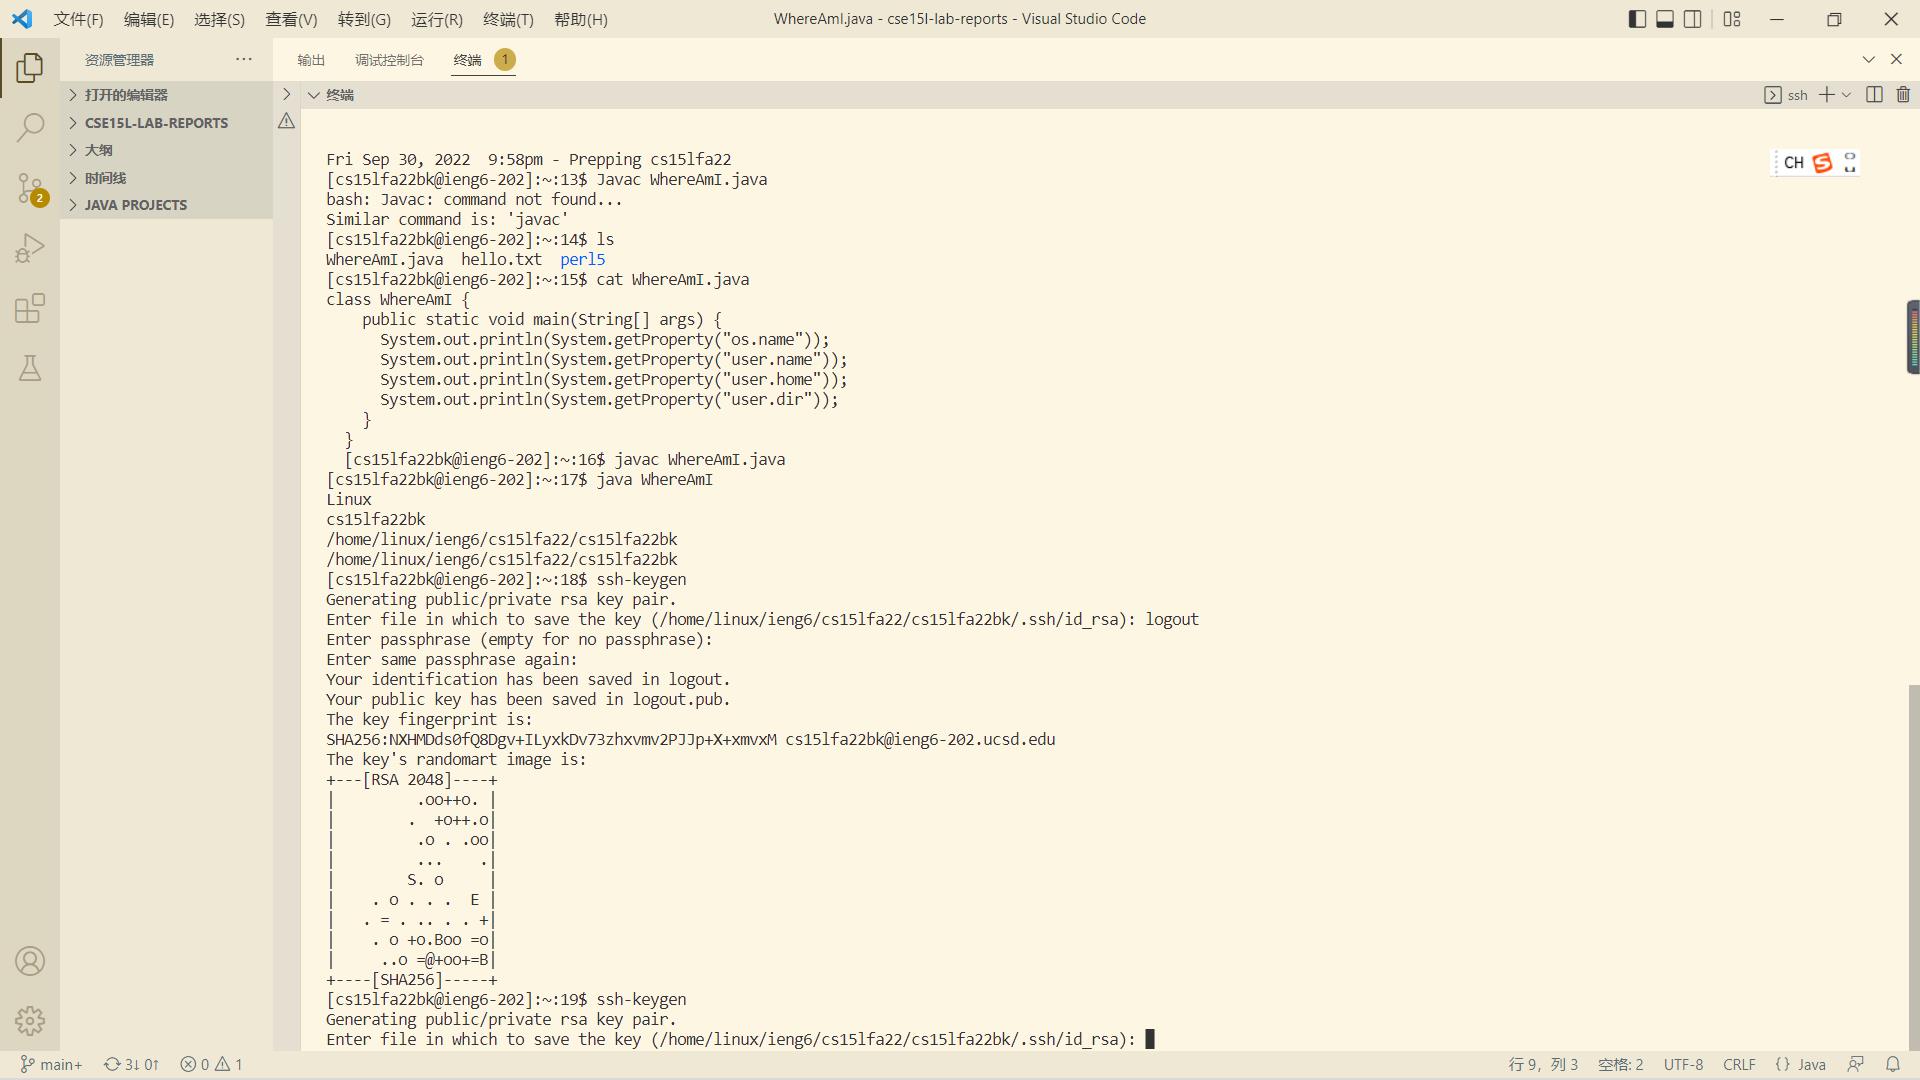 文件(F) 编辑(E) 选择(S) 查看(V) 转到(G) 运行(R) 终端(T) 帮助(H) WhereAmI.java - cse15l-lab-reports - Visual Studio Code
资源管理器 ··· 输出 调试控制台 终端 1
打开的编辑器
CSE15L-LAB-REPORTS
大纲
时间线
JAVA PROJECTS
2
终端 ssh
CH
Fri Sep 30, 2022  9:58pm - Prepping cs15lfa22
[cs15lfa22bk@ieng6-202]:~:13$ Javac WhereAmI.java
bash: Javac: command not found...
Similar command is: 'javac'
[cs15lfa22bk@ieng6-202]:~:14$ ls
WhereAmI.java  hello.txt  perl5
[cs15lfa22bk@ieng6-202]:~:15$ cat WhereAmI.java
class WhereAmI {
    public static void main(String[] args) {
      System.out.println(System.getProperty("os.name"));
      System.out.println(System.getProperty("user.name"));
      System.out.println(System.getProperty("user.home"));
      System.out.println(System.getProperty("user.dir"));
    }
  }
  [cs15lfa22bk@ieng6-202]:~:16$ javac WhereAmI.java
[cs15lfa22bk@ieng6-202]:~:17$ java WhereAmI
Linux
cs15lfa22bk
/home/linux/ieng6/cs15lfa22/cs15lfa22bk
/home/linux/ieng6/cs15lfa22/cs15lfa22bk
[cs15lfa22bk@ieng6-202]:~:18$ ssh-keygen
Generating public/private rsa key pair.
Enter file in which to save the key (/home/linux/ieng6/cs15lfa22/cs15lfa22bk/.ssh/id_rsa): logout
Enter passphrase (empty for no passphrase):
Enter same passphrase again:
Your identification has been saved in logout.
Your public key has been saved in logout.pub.
The key fingerprint is:
SHA256:NXHMDds0fQ8Dgv+ILyxkDv73zhxvmv2PJJp+X+xmvxM cs15lfa22bk@ieng6-202.ucsd.edu
The key's randomart image is:
+---[RSA 2048]----+
|         .oo++o. |
|        .  +o++.o|
|         .o . .oo|
|         ...    .|
|        S. o     |
|    . o . . .  E |
|   . = . .. . . +|
|    . o +o.Boo =o|
|     ..o =@+oo+=B|
+----[SHA256]-----+
[cs15lfa22bk@ieng6-202]:~:19$ ssh-keygen
Generating public/private rsa key pair.
Enter file in which to save the key (/home/linux/ieng6/cs15lfa22/cs15lfa22bk/.ssh/id_rsa):
main+ 3↓ 0↑ 0 1 行 9，列 3 空格: 2 UTF-8 CRLF {} Java